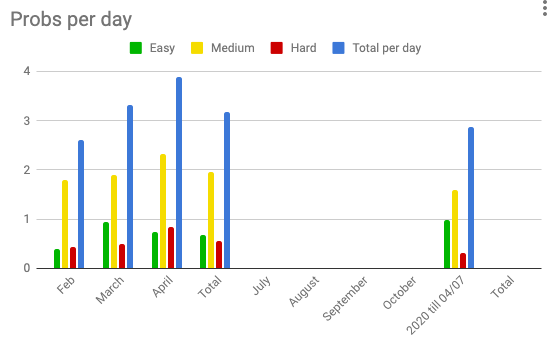 Probs per day
Easy Medium Hard Total per day
4
3
2
1
0
Feb March April Total July August September October 2020 till 04/07 Total